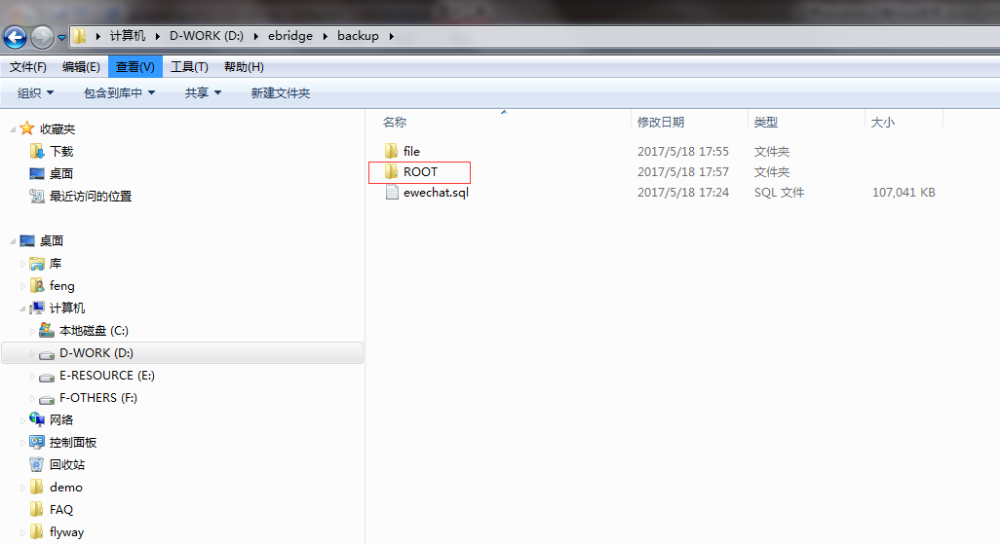 计算机 D-WORK (D:) ebridge backup
文件(F) 编辑(E) 查看(V) 工具(T) 帮助(H)
组织 包含到库中 共享 新建文件夹
收藏夹
下载
桌面
最近访问的位置
桌面
库
feng
计算机
本地磁盘 (C:)
D-WORK (D:)
E-RESOURCE (E:)
F-OTHERS (F:)
网络
控制面板
回收站
demo
FAQ
flyway
名称 修改日期 类型 大小
file 2017/5/18 17:55 文件夹
ROOT 2017/5/18 17:57 文件夹
ewechat.sql 2017/5/18 17:24 SQL 文件 107,041 KB